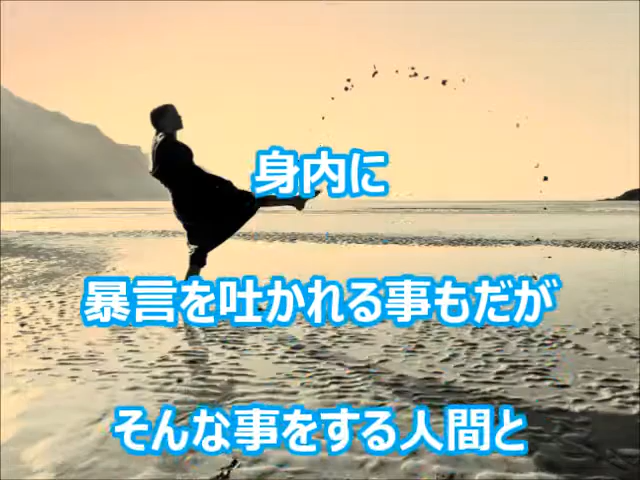 身内に
暴言を吐かれる事もだが
そんな事をする人間と